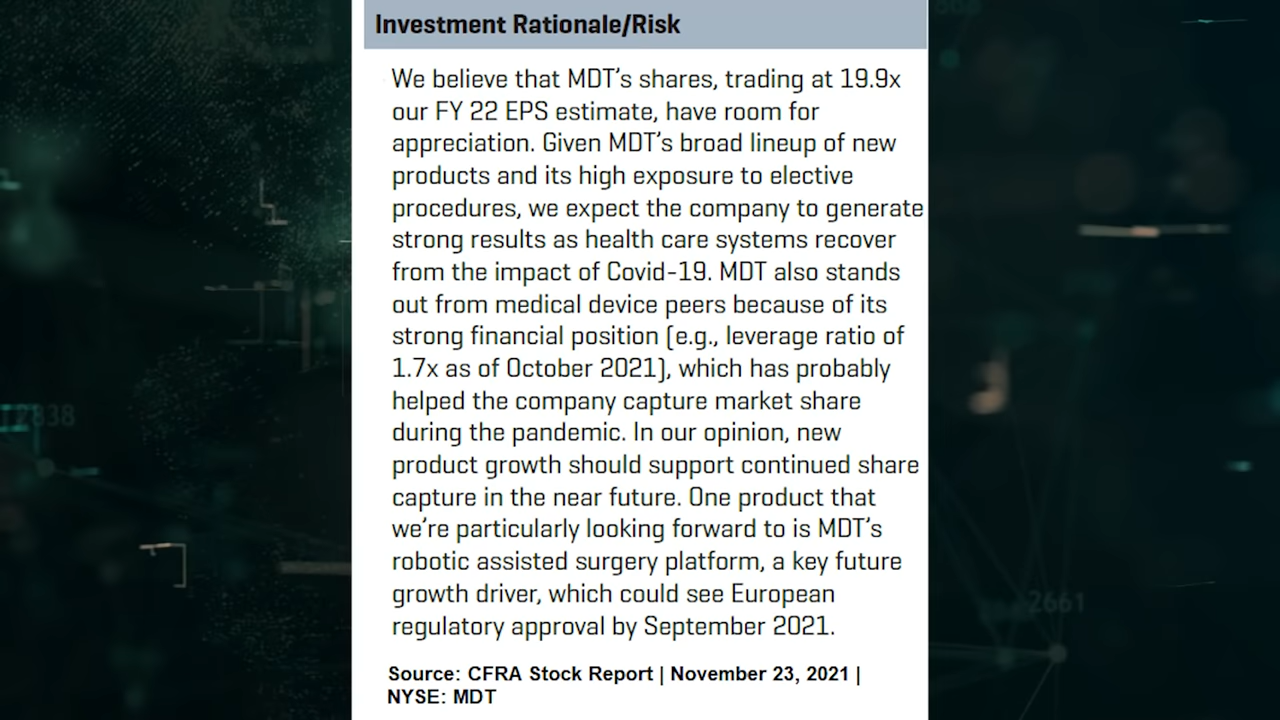 Investment Rationale/Risk
We believe that MDT's shares, trading at 19.9x
our FY 22 EPS estimate, have room for
appreciation. Given MDT's broad lineup of new
products and its high exposure to elective
procedures, we expect the company to generate
strong results as health care systems recover
from the impact of Covid-19. MDT also stands
out from medical device peers because of its
strong financial position (e.g., leverage ratio of
1.7x as of October 2021), which has probably
helped the company capture market share
during the pandemic. In our opinion, new
product growth should support continued share
capture in the near future. One product that
we're particularly looking forward to is MDT's
robotic assisted surgery platform, a key future
growth driver, which could see European
regulatory approval by September 2021.
Source: CFRA Stock Report | November 23, 2021 |
NYSE: MDT
2661